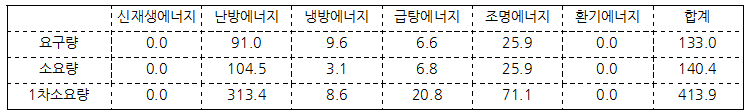 신재생에너지 난방에너지 냉방에너지 급탕에너지 조명에너지 환기에너지 합계
요구량 0.0 91.0 9.6 6.6 25.9 0.0 133.0
소요량 0.0 104.5 3.1 6.8 25.9 0.0 140.4
1차소요량 0.0 313.4 8.6 20.8 71.1 0.0 413.9